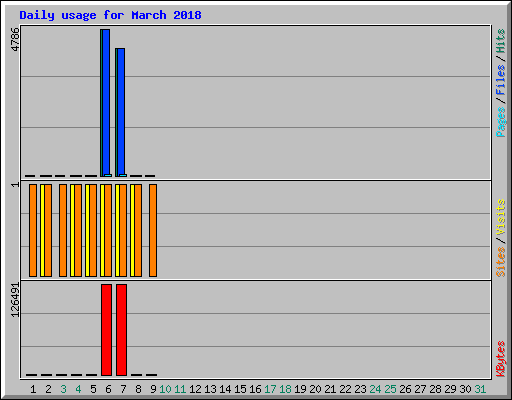 Daily usage for March 2018
4786
1
126491
Pages / Files / Hits
Sites / Visits
KBytes
1 2 3 4 5 6 7 8 9 10 11 12 13 14 15 16 17 18 19 20 21 22 23 24 25 26 27 28 29 30 31